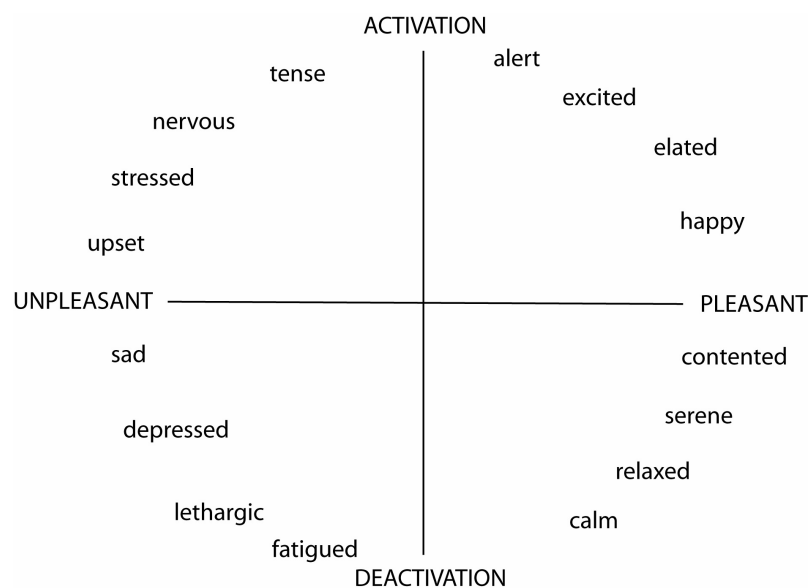 ACTIVATION
alert
tense
excited
nervous
elated
stressed
happy
upset
UNPLEASANT
PLEASANT
sad
contented
serene
depressed
relaxed
lethargic
calm
fatigued
DEACTIVATION